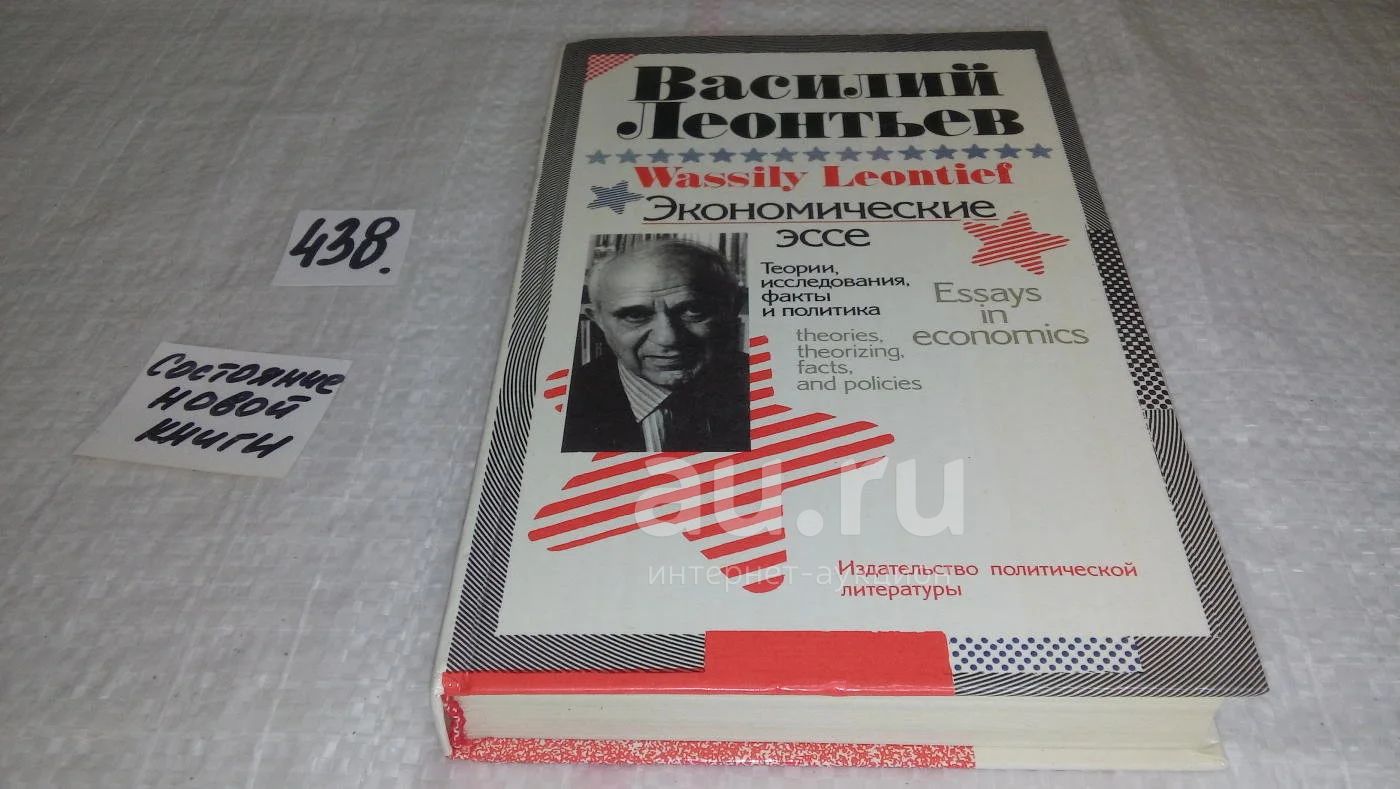 Василий
Леонтьев
Wassily Leontief
Экономические
эссе
Теории,
исследования,
факты
и политика
Essays
in
economics
theories,
theorizing,
facts,
and policies
Издательство политической
литературы
438.
Состояние
новой
книги
au.ru
интернет-аукцион